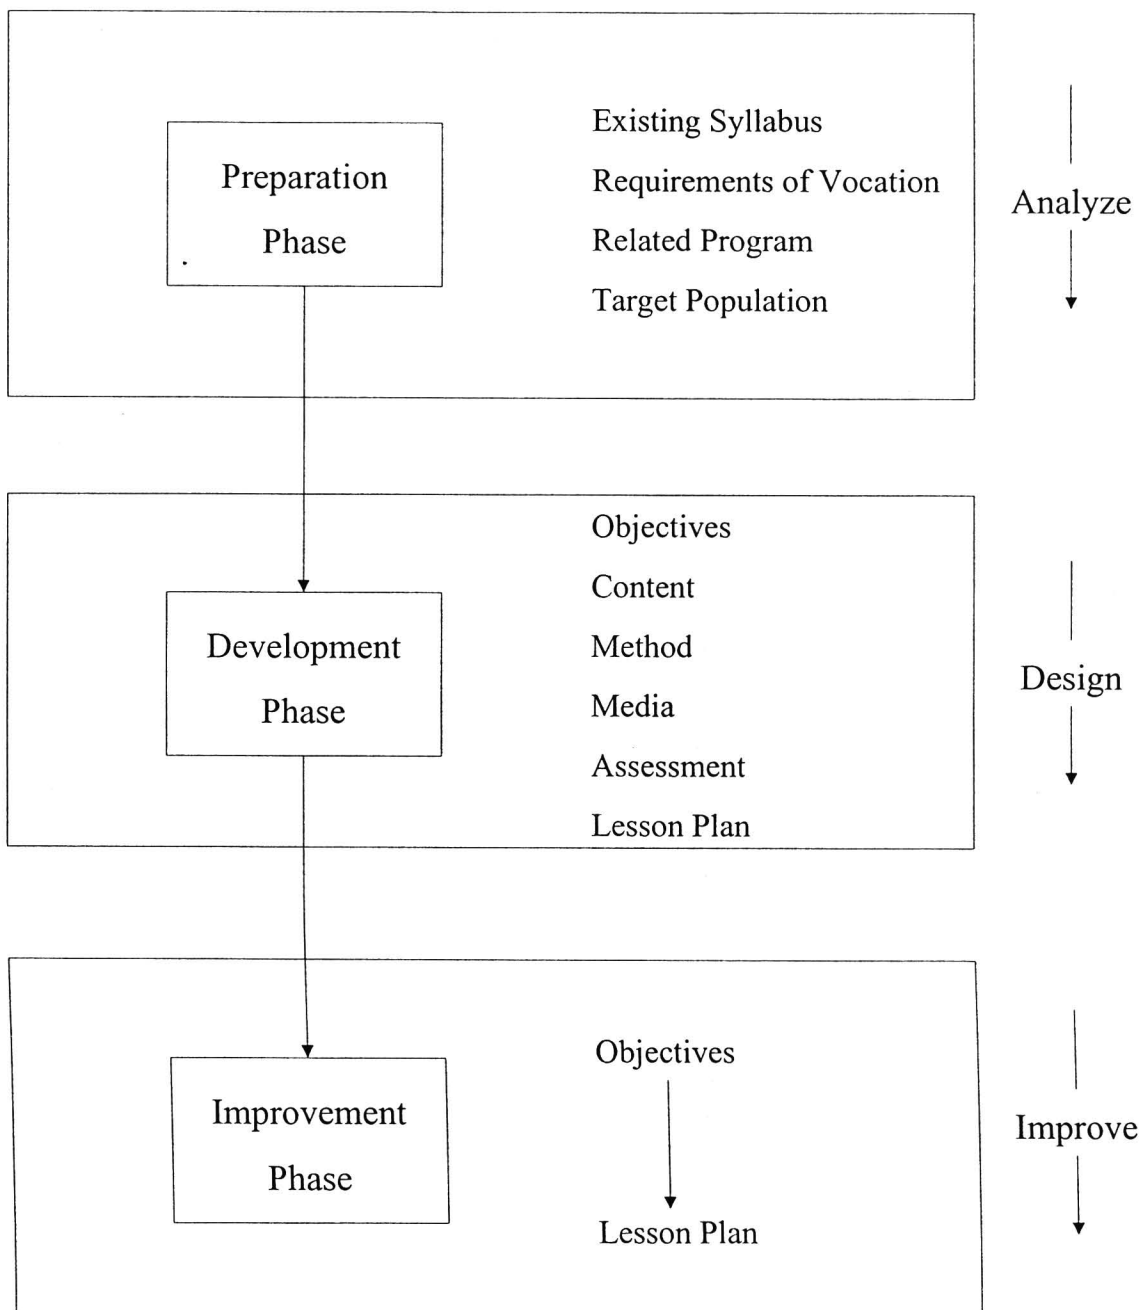 Preparation
Phase
Existing Syllabus
Requirements of Vocation
Related Program
Target Population
Analyze
Development
Phase
Objectives
Content
Method
Media
Assessment
Lesson Plan
Design
Improvement
Phase
Objectives
Lesson Plan
Improve